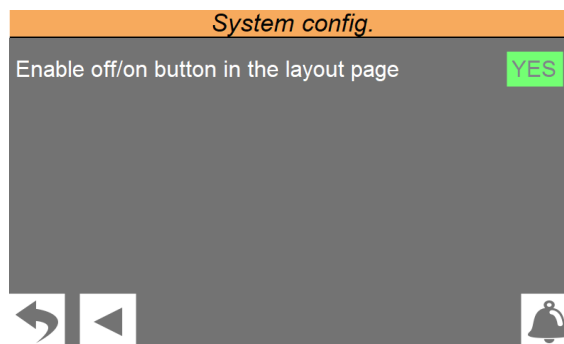 System config.
Enable off/on button in the layout page YES